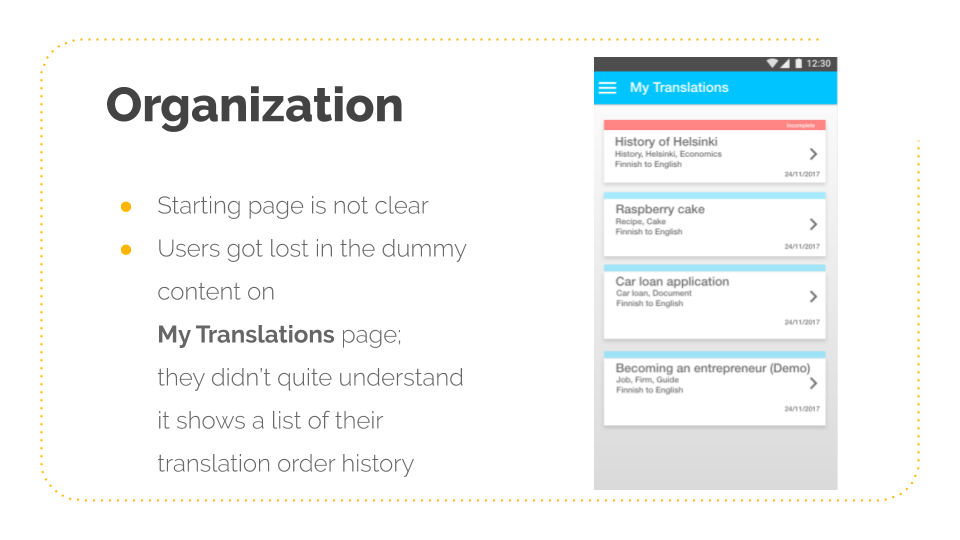 Organization
Starting page is not clear
Users got lost in the dummy
content on
My Translations page;
they didn't quite understand
it shows a list of their
translation order history
12:30
My Translations
Incomplete
History of Helsinki
History, Helsinki, Economics
Finnish to English
24/11/2017
Raspberry cake
Recipe, Cake
Finnish to English
24/11/2017
Car loan application
Car loan, Document
Finnish to English
24/11/2017
Becoming an entrepreneur (Demo)
Job, Firm, Guide
Finnish to English
24/11/2017